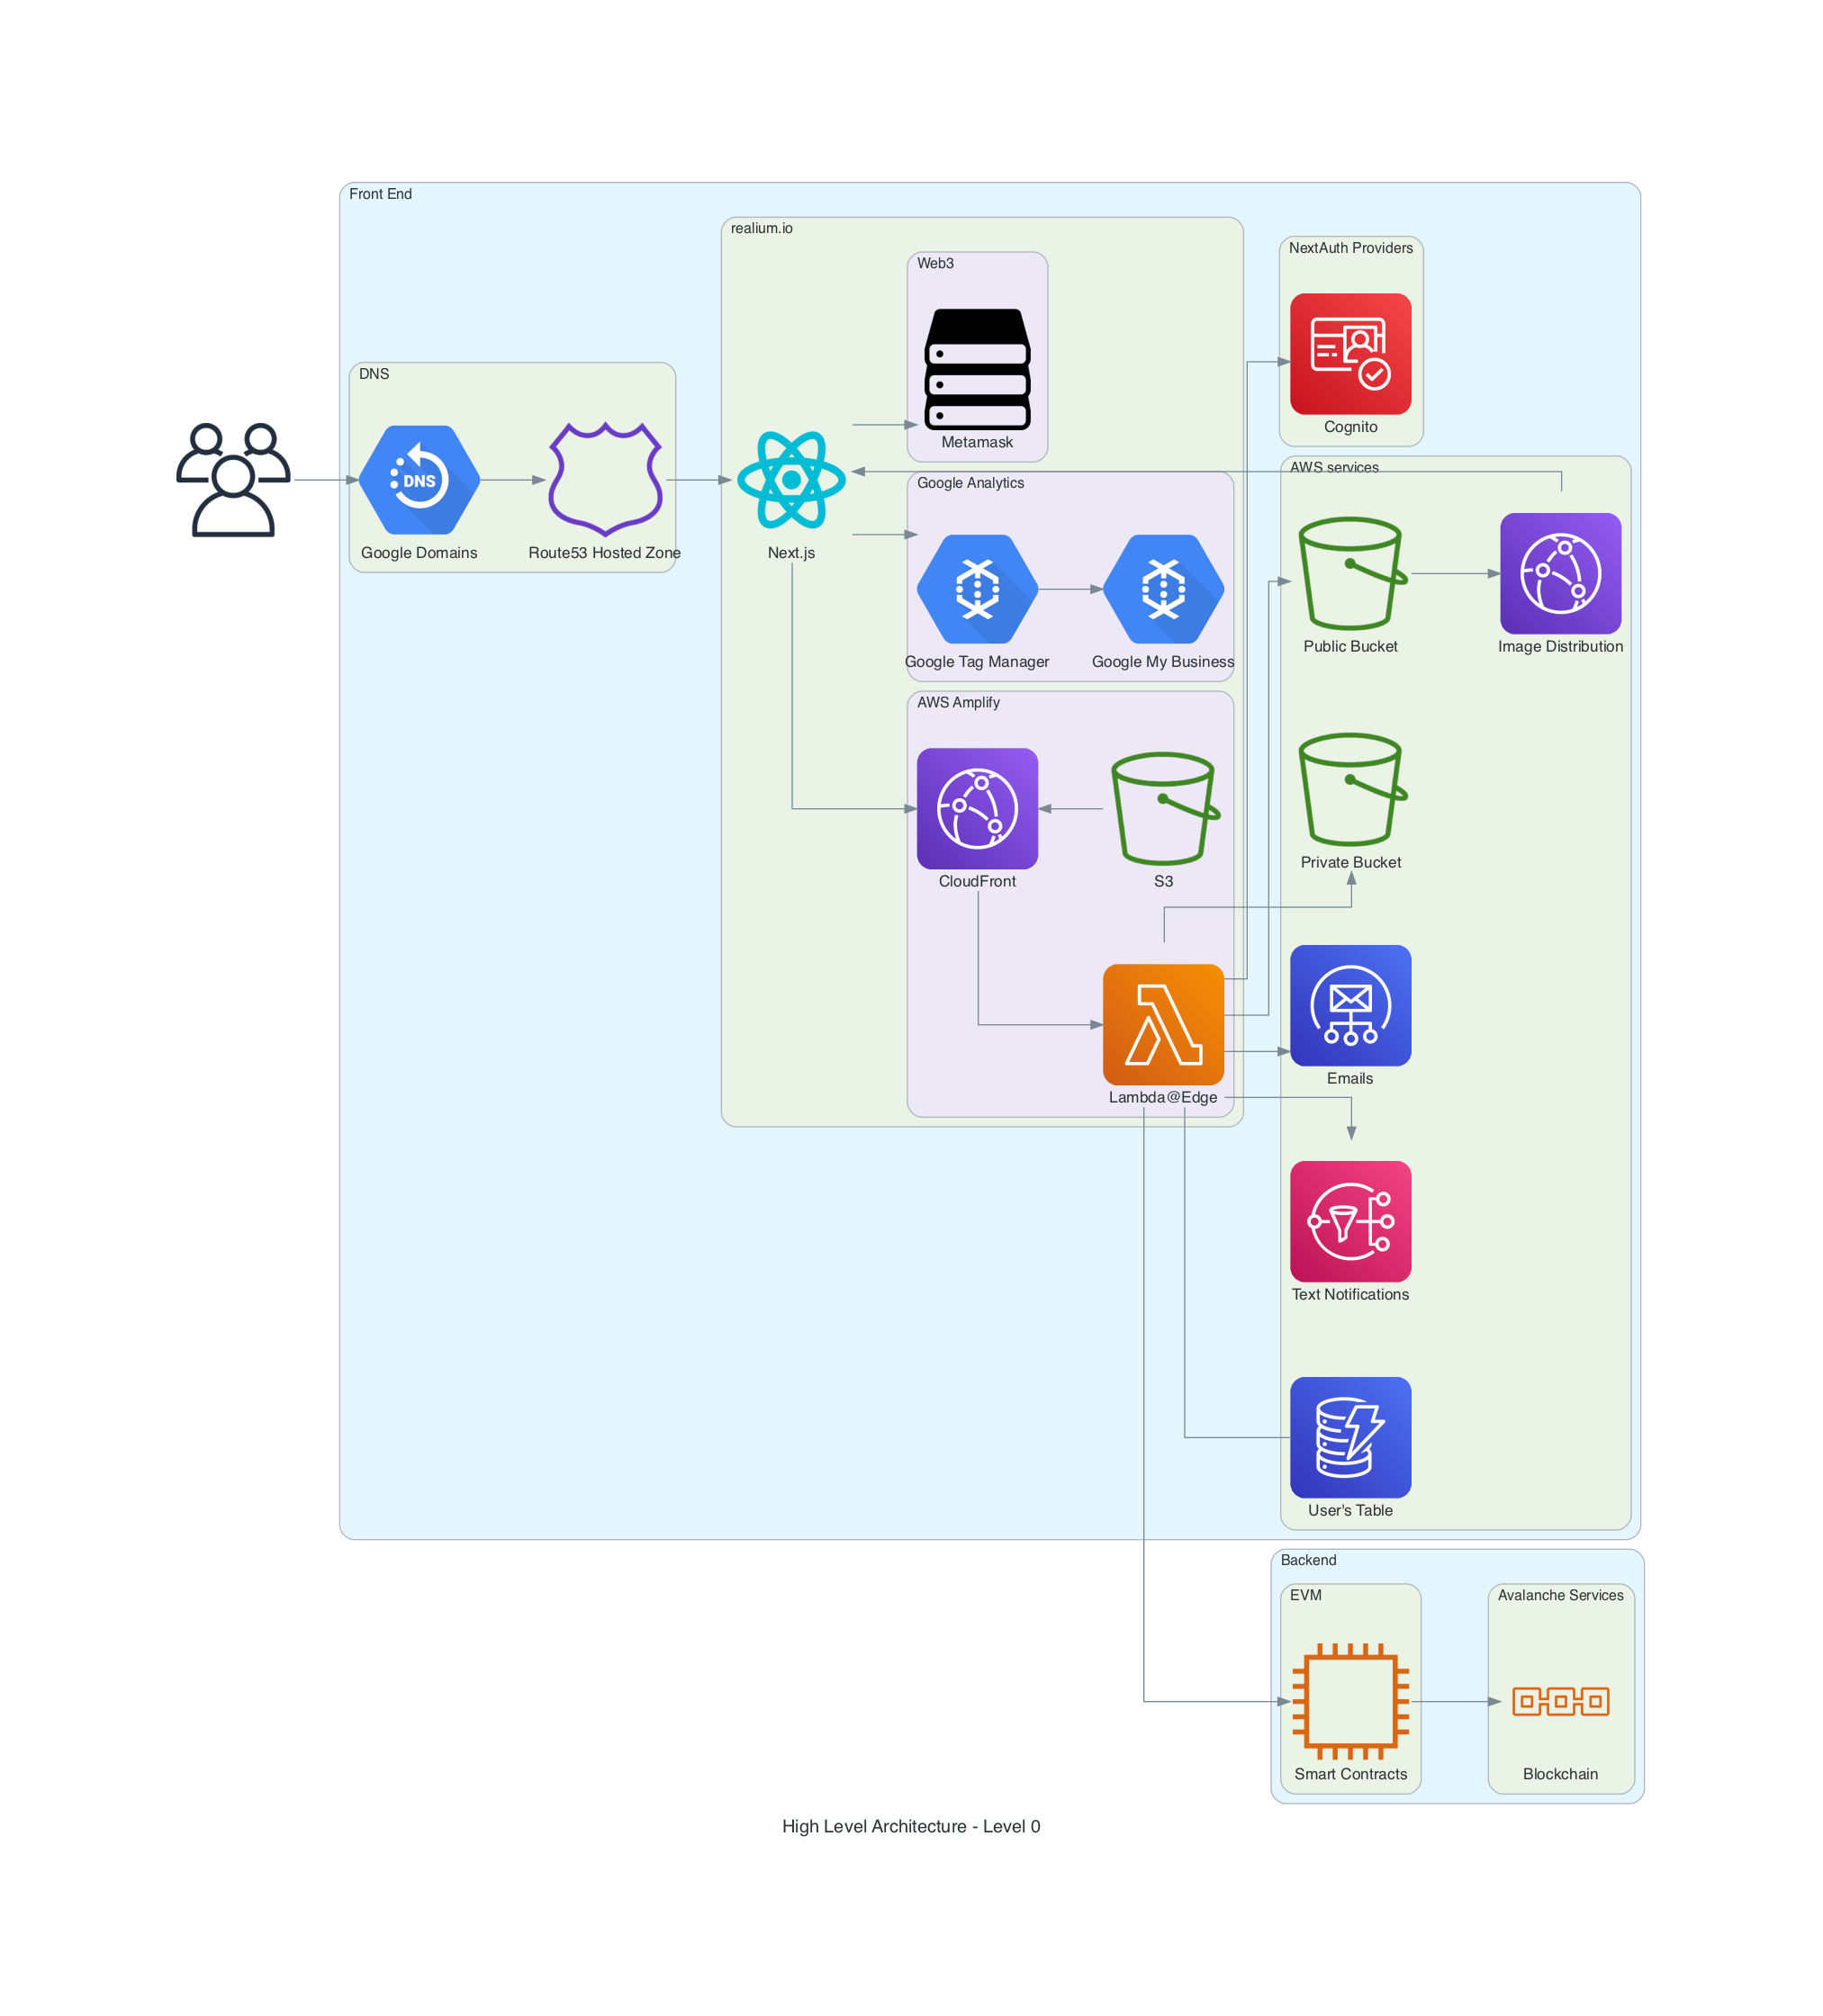 Front End
realium.io
NextAuth Providers
Web3
Metamask
Cognito
DNS
DNS
Google Domains
Route53 Hosted Zone
Next.js
AWS services
Google Analytics
Google Tag Manager
Google My Business
Public Bucket
Image Distribution
AWS Amplify
CloudFront
S3
Private Bucket
Lambda@Edge
Emails
Text Notifications
User's Table
Backend
EVM
Avalanche Services
Smart Contracts
Blockchain
High Level Architecture - Level 0